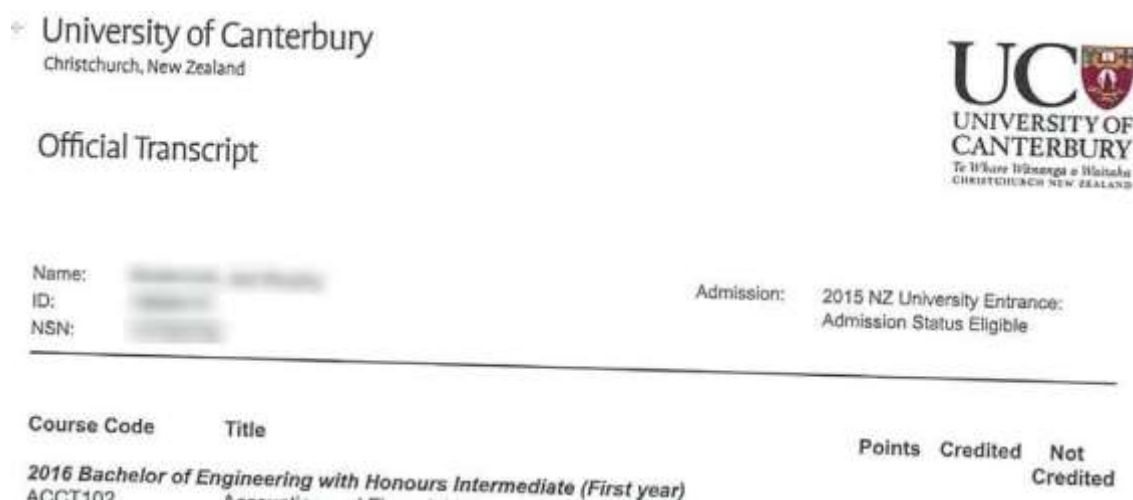 University of Canterbury
Christchurch, New Zealand
UC
UNIVERSITY OF
CANTERBURY
Te Whare Wānanga o Waitaha
CHRISTCHURCH NEW ZEALAND
Official Transcript
Name:
ID:
NSN:
Admission: 2015 NZ University Entrance:
Admission Status Eligible
Course Code Title Points Credited Not
Credited
2016 Bachelor of Engineering with Honours Intermediate (First year)
ACCT102